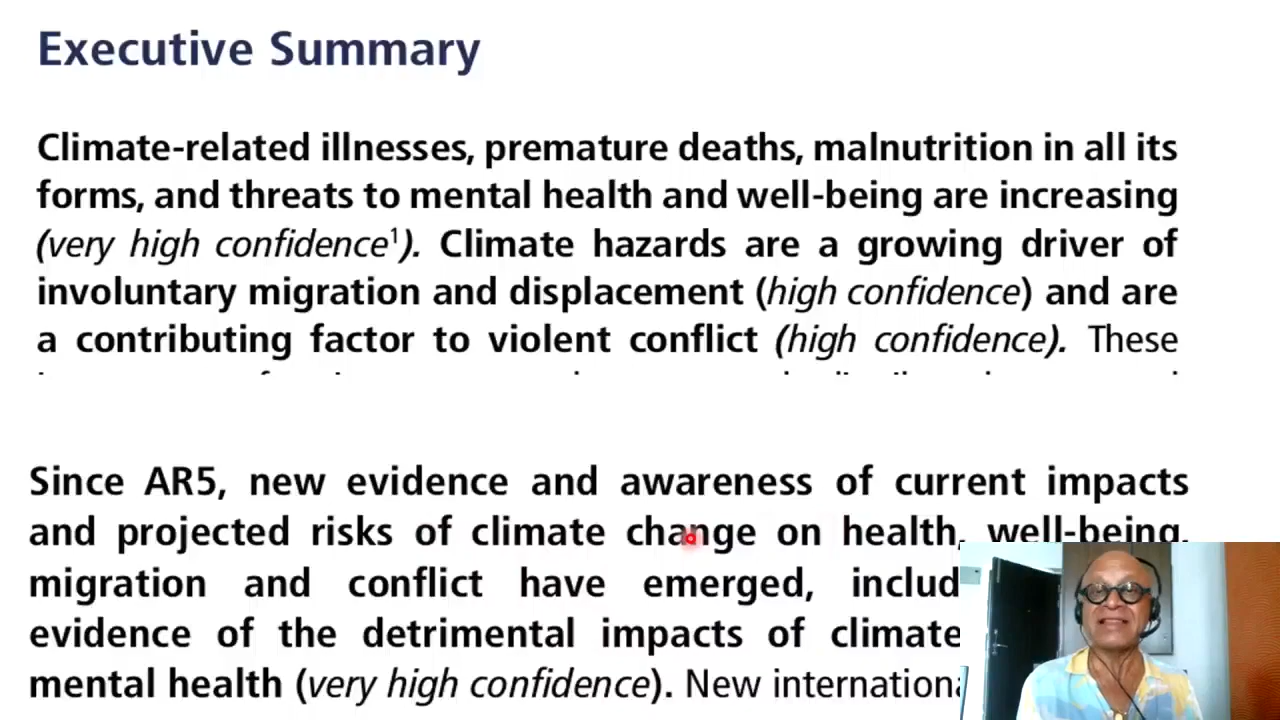 Executive Summary
Climate-related illnesses, premature deaths, malnutrition in all its
forms, and threats to mental health and well-being are increasing
(very high confidence¹). Climate hazards are a growing driver of
involuntary migration and displacement (high confidence) and are
a contributing factor to violent conflict (high confidence). These
Since AR5, new evidence and awareness of current impacts
and projected risks of climate change on health, well-being,
migration and conflict have emerged,
evidence of the detrimental impacts of climate
mental health (very high confidence). New